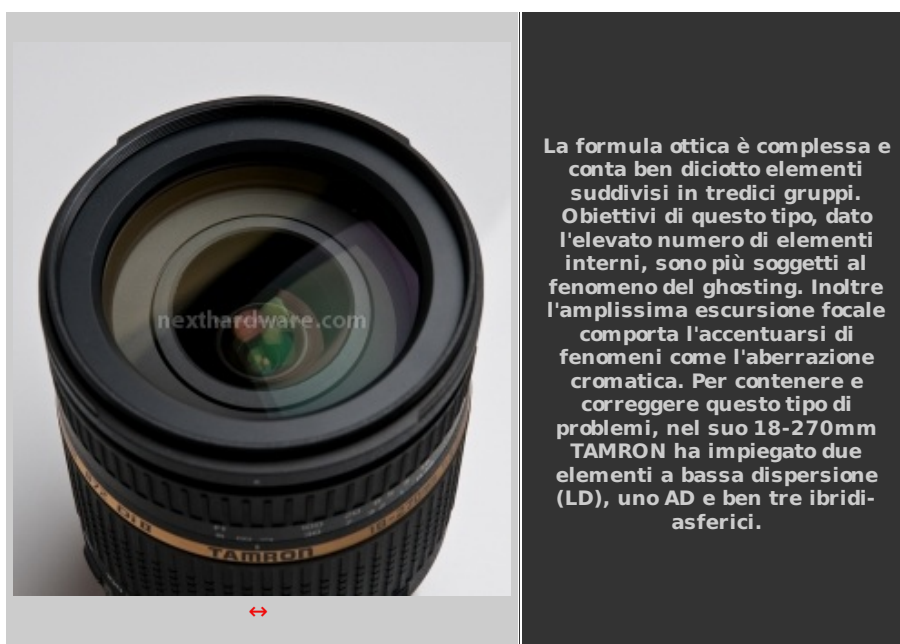 La formula ottica è complessa e
conta ben diciotto elementi
suddivisi in tredici gruppi.
Obiettivi di questo tipo, dato
l'elevato numero di elementi
interni, sono più soggetti al
fenomeno del ghosting. Inoltre
l'amplissima escursione focale
comporta l'accentuarsi di
fenomeni come l'aberrazione
cromatica. Per contenere e
correggere questo tipo di
problemi, nel suo 18-270mm
TAMRON ha impiegato due
elementi a bassa dispersione
(LD), uno AD e ben tre ibridi-
asferici.
nexthardware.com
Di II
18-270
TAMRON